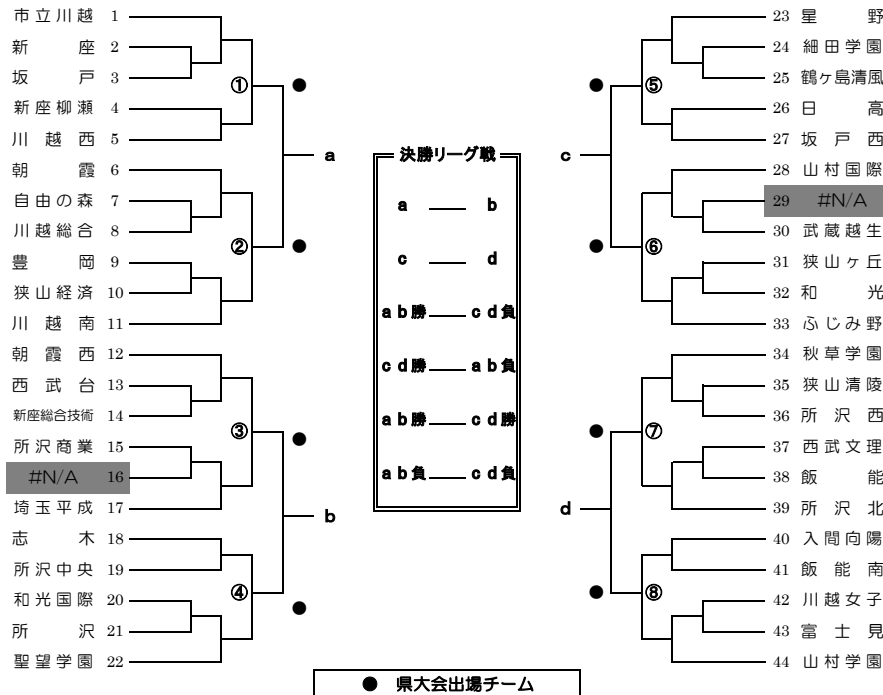 市立川越 1
新座 2
坂戸 3
新座柳瀬 4
川越西 5
朝霞 6
自由の森 7
川越総合 8
豊岡 9
狭山経済 10
川越南 11
朝霞西 12
西武台 13
新座総合技術 14
所沢商業 15
#N/A 16
埼玉平成 17
志木 18
所沢中央 19
和光国際 20
所沢 21
聖望学園 22
① ●
② ●
a
③ ●
④ ●
b
決勝リーグ戦
a ── b
c ── d
ab勝 ── cd負
cd勝 ── ab負
ab勝 ── cd勝
ab負 ── cd負
● ⑤
● ⑥
c
● ⑦
● ⑧
d
23 星野
24 細田学園
25 鶴ヶ島清風
26 日高
27 坂戸西
28 山村国際
29 #N/A
30 武蔵越生
31 狭山ヶ丘
32 和光
33 ふじみ野
34 秋草学園
35 狭山清陵
36 所沢西
37 西武文理
38 飯能
39 所沢北
40 入間向陽
41 飯能南
42 川越女子
43 富士見
44 山村学園
● 県大会出場チーム